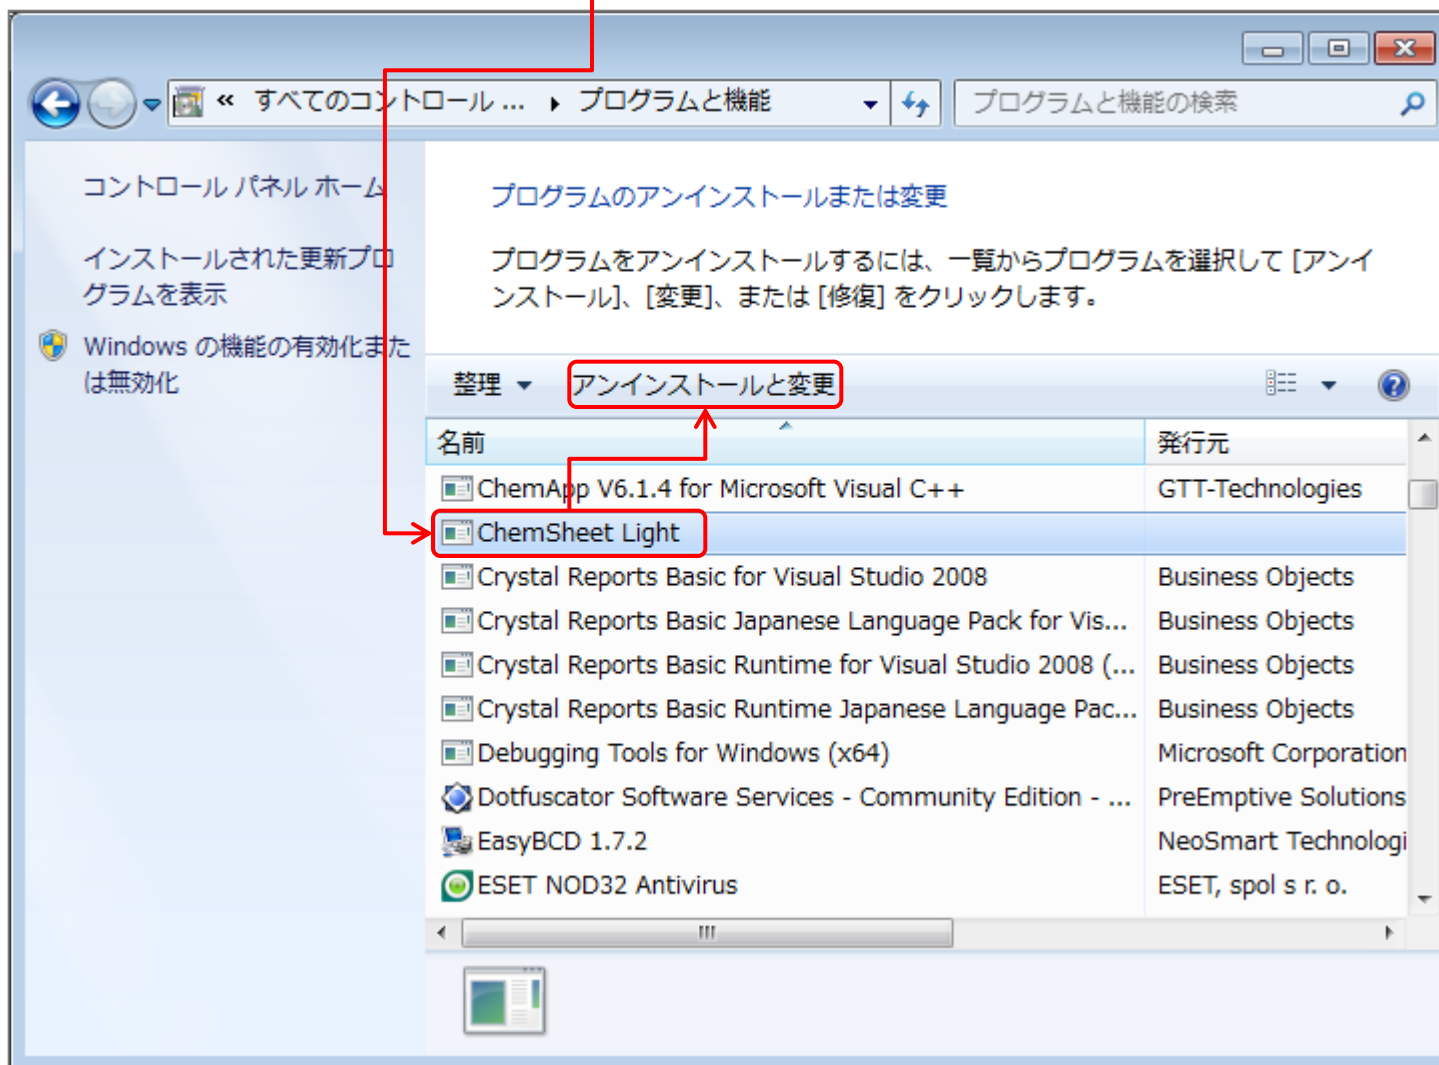 « すべてのコントロール ... ▸ プログラムと機能
プログラムと機能の検索
コントロール パネル ホーム
インストールされた更新プロ
グラムを表示
Windows の機能の有効化また
は無効化
プログラムのアンインストールまたは変更
プログラムをアンインストールするには、一覧からプログラムを選択して [アンイ
ンストール]、[変更]、または [修復] をクリックします。
整理 アンインストールと変更
名前 発行元
ChemApp V6.1.4 for Microsoft Visual C++ GTT-Technologies
ChemSheet Light
Crystal Reports Basic for Visual Studio 2008 Business Objects
Crystal Reports Basic Japanese Language Pack for Vis... Business Objects
Crystal Reports Basic Runtime for Visual Studio 2008 (... Business Objects
Crystal Reports Basic Runtime Japanese Language Pac... Business Objects
Debugging Tools for Windows (x64) Microsoft Corporation
Dotfuscator Software Services - Community Edition - ... PreEmptive Solutions
EasyBCD 1.7.2 NeoSmart Technologi
ESET NOD32 Antivirus ESET, spol s r. o.